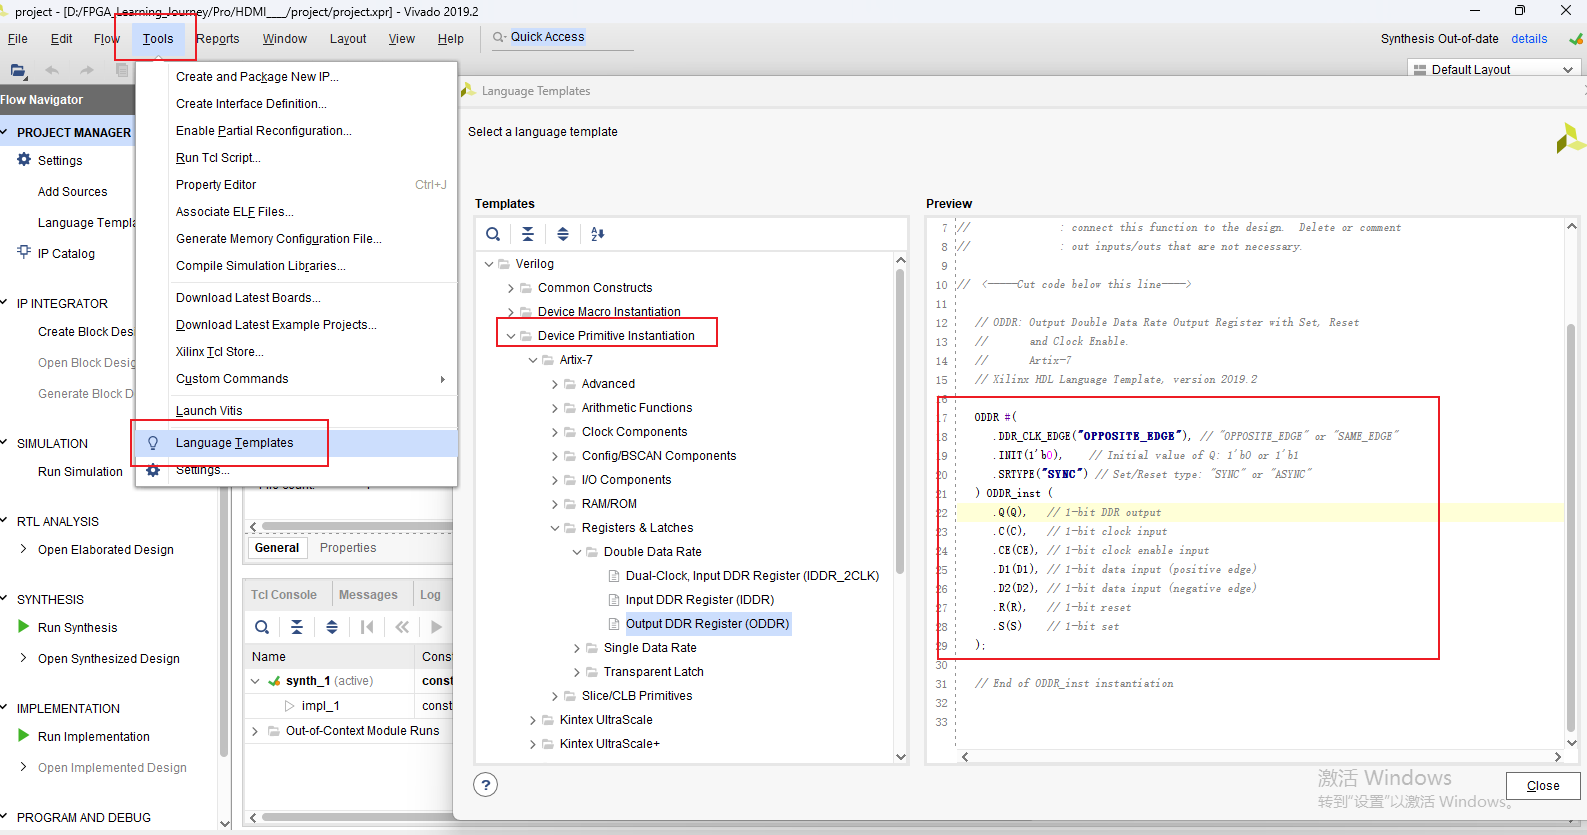 project - [D:/FPGA_Learning_Journey/Pro/HDMI____/project/project.xpr] - Vivado 2019.2
File Edit Flow Tools Reports Window Layout View Help Quick Access Synthesis Out-of-date details
Default Layout
Flow Navigator
PROJECT MANAGER
Settings
Add Sources
Language Templa
IP Catalog
IP INTEGRATOR
Create Block Des
Open Block Desig
Generate Block D
SIMULATION
Run Simulation
RTL ANALYSIS
Open Elaborated Design
SYNTHESIS
Run Synthesis
Open Synthesized Design
IMPLEMENTATION
Run Implementation
Open Implemented Design
PROGRAM AND DEBUG
Create and Package New IP...
Create Interface Definition...
Enable Partial Reconfiguration...
Run Tcl Script...
Property Editor Ctrl+J
Associate ELF Files...
Generate Memory Configuration File...
Compile Simulation Libraries...
Download Latest Boards...
Download Latest Example Projects...
Xilinx Tcl Store...
Custom Commands
Launch Vitis
Language Templates
Settings...
General Properties
Tcl Console Messages Log
Name Cons
synth_1 (active) const
impl_1 const
Out-of-Context Module Runs
Language Templates
Select a language template
Templates
Verilog
Common Constructs
Device Macro Instantiation
Device Primitive Instantiation
Artix-7
Advanced
Arithmetic Functions
Clock Components
Config/BSCAN Components
I/O Components
RAM/ROM
Registers & Latches
Double Data Rate
Dual-Clock, Input DDR Register (IDDR_2CLK)
Input DDR Register (IDDR)
Output DDR Register (ODDR)
Single Data Rate
Transparent Latch
Slice/CLB Primitives
Kintex UltraScale
Kintex UltraScale+
Preview
7 // : connect this function to the design. Delete or comment
8 // : out inputs/outs that are not necessary.
9
10 // <-----Cut code below this line---->
11
12 // ODDR: Output Double Data Rate Output Register with Set, Reset
13 // and Clock Enable.
14 // Artix-7
15 // Xilinx HDL Language Template, version 2019.2
16
17 ODDR #(
18 .DDR_CLK_EDGE("OPPOSITE_EDGE"), // "OPPOSITE_EDGE" or "SAME_EDGE"
19 .INIT(1'b0), // Initial value of Q: 1'b0 or 1'b1
20 .SRTYPE("SYNC") // Set/Reset type: "SYNC" or "ASYNC"
21 ) ODDR_inst (
22 .Q(Q), // 1-bit DDR output
23 .C(C), // 1-bit clock input
24 .CE(CE), // 1-bit clock enable input
25 .D1(D1), // 1-bit data input (positive edge)
26 .D2(D2), // 1-bit data input (negative edge)
27 .R(R), // 1-bit reset
28 .S(S) // 1-bit set
29 );
30
31 // End of ODDR_inst instantiation
32
33
激活 Windows
转到"设置"以激活 Windows。
? Close